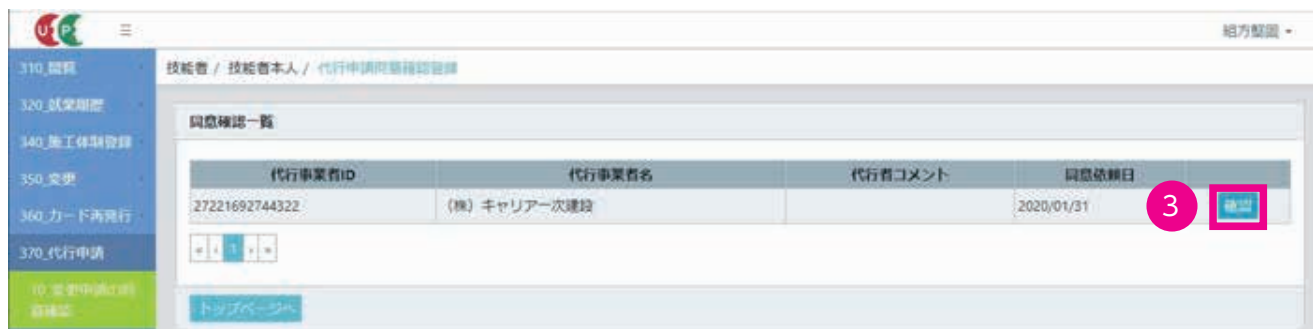 組方堅固
310_閲覧
320_就業履歴
340_施工体制登録
350_変更
360_カード再発行
370_代行申請
10_変更申請の同意確認
技能者 / 技能者本人 / 代行申請同意確認登録
同意確認一覧
代行事業者ID 代行事業者名 代行者コメント 同意依頼日
27221692744322 (株) キャリアー次建設 2020/01/31 3 確認
« ‹ 1 › »
トップページへ